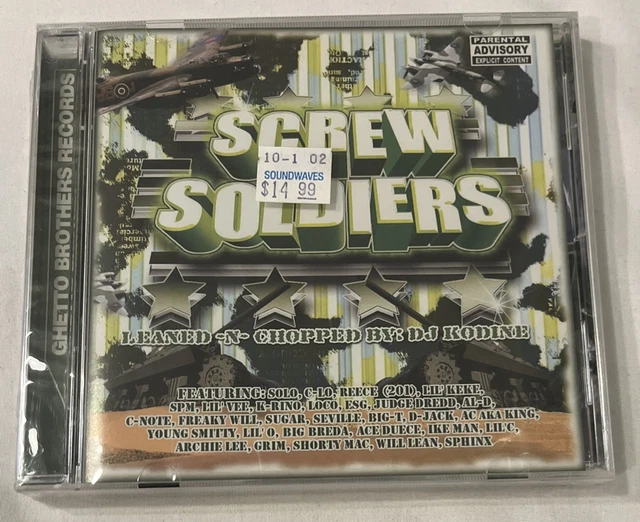 GHETTO BROTHERS RECORDS
PARENTAL
ADVISORY
EXPLICIT CONTENT
SCREW
10-1 02
SOUNDWAVES
$14 99
SOLDIERS
LEANED -N- CHOPPED BY: DJ KODINE
FEATURING: SOLO, C-LO, REECE (201), LIL' KEKE,
SPM, LIL' VEE, K-RINO, LOCO, ESG, JUDGEDREDD, AL-D,
C-NOTE, FREAKY WILL, SUGAR, SEVILLE, BIG-T, D-JACK, AC AKA KING,
YOUNG SMITTY, LIL' O, BIG BREDA, ACE DUECE, IKE MAN, LIL C,
ARCHIE LEE, GRIM, SHORTY MAC, WILL LEAN, SPHINX